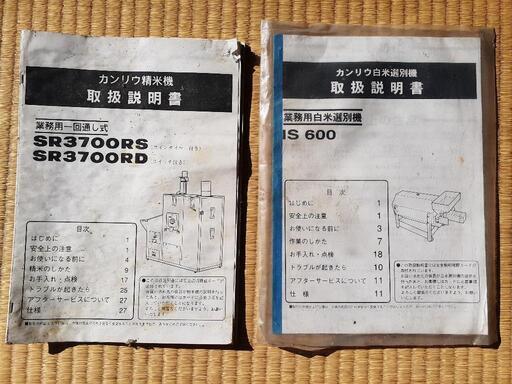 カンリウ精米機
取扱説明書
業務用一回通し式
SR3700RS
SR3700RD
目次
はじめに 1
安全上の注意 1
お使いになる前に 4
精米のしかた 9
お手入れ・点検 17
トラブルが起きたら 25
アフターサービスについて 27
仕様 27
カンリウ白米選別機
取扱説明書
業務用白米選別機
IS 600
目次
はじめに 1
安全上の注意 1
お使いになる前に 3
作業のしかた 7
お手入れ・点検 18
トラブルが起きたら 10
アフターサービスについて 11
仕様 11